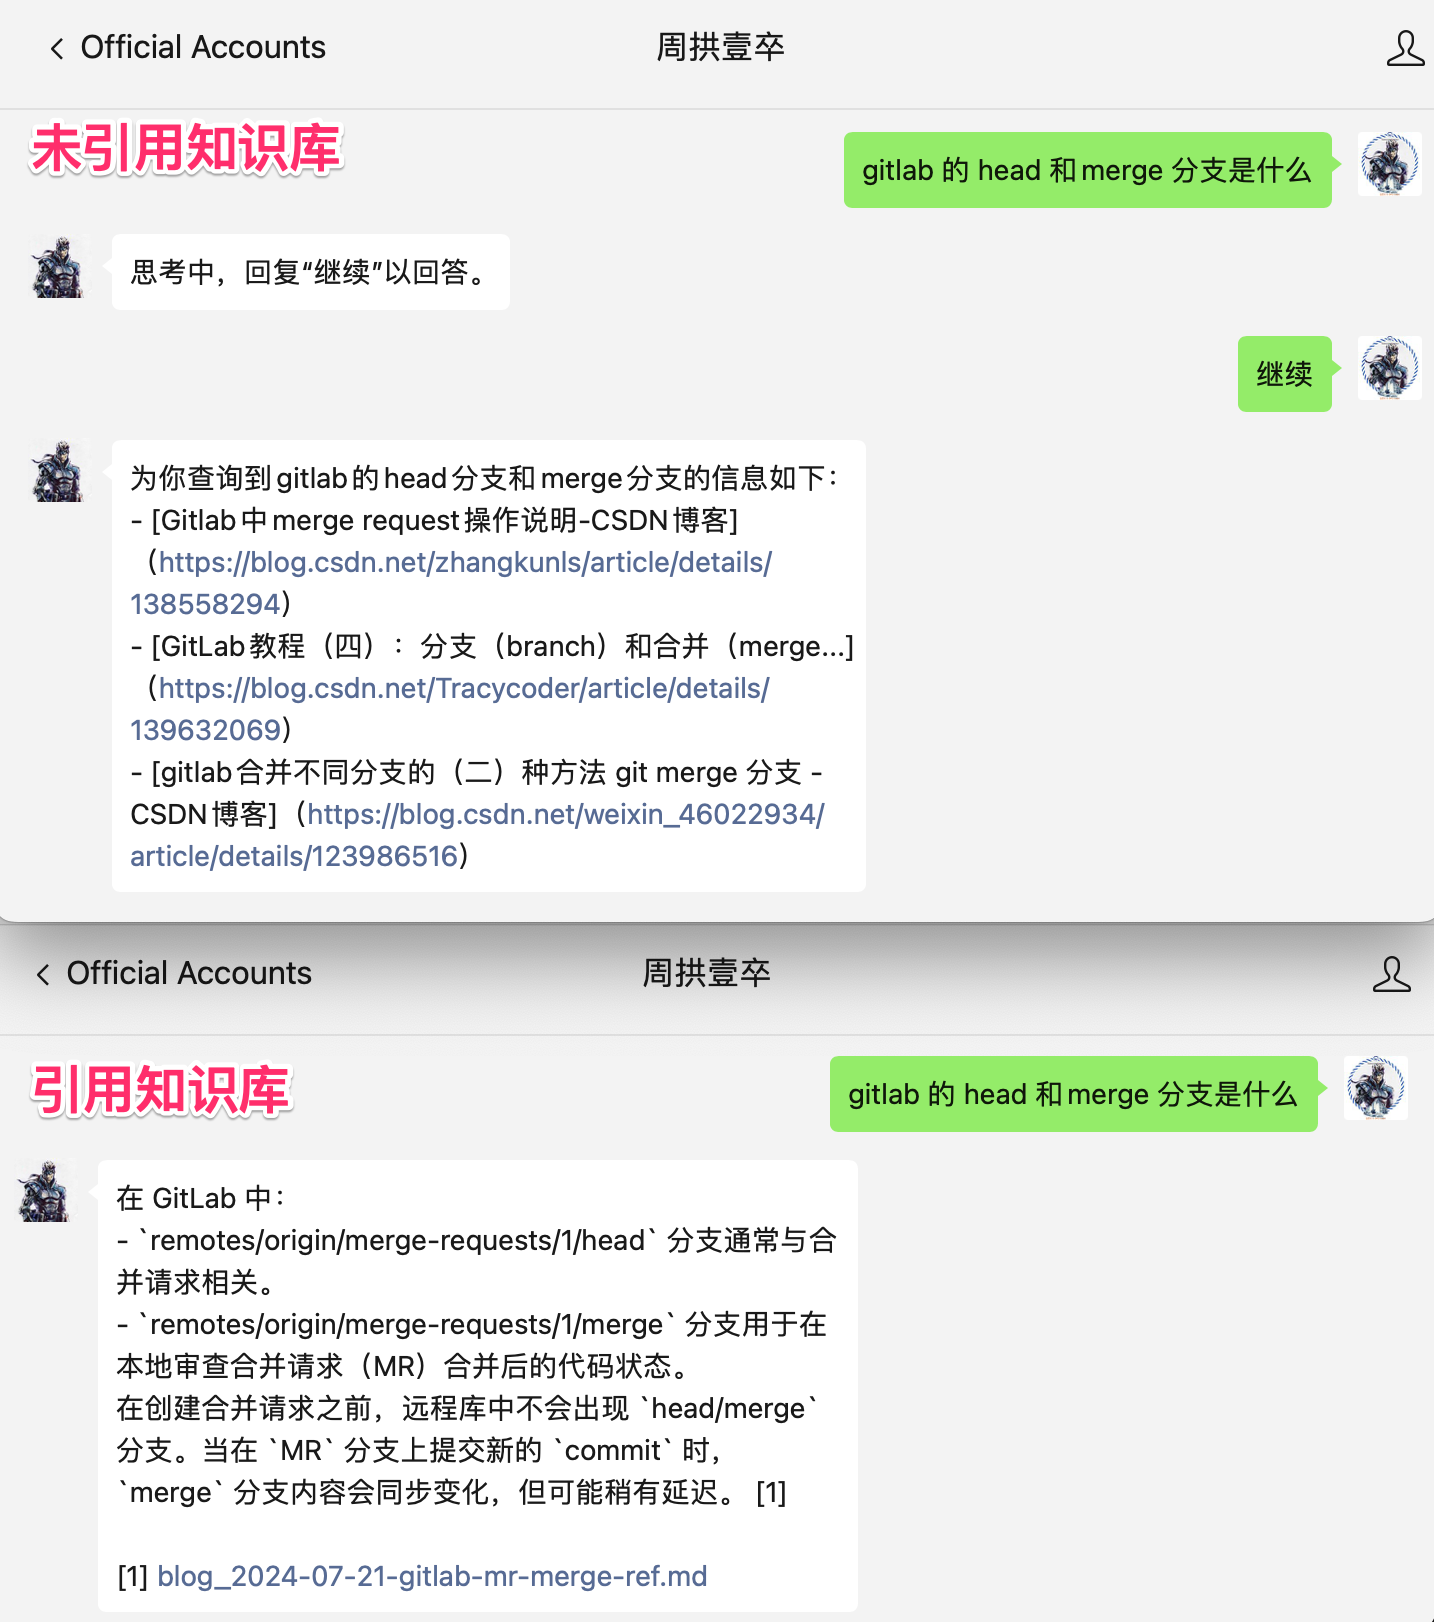 Official Accounts
周拱壹卒
未引用知识库
gitlab 的 head 和merge 分支是什么
思考中，回复“继续”以回答。
继续
为你查询到gitlab的head分支和merge分支的信息如下：
- [Gitlab中merge request操作说明-CSDN博客]
（https://blog.csdn.net/zhangkunls/article/details/
138558294）
- [GitLab教程（四）：分支（branch）和合并（merge...]
（https://blog.csdn.net/Tracycoder/article/details/
139632069）
- [gitlab合并不同分支的（二）种方法 git merge 分支 -
CSDN博客]（https://blog.csdn.net/weixin_46022934/
article/details/123986516）
Official Accounts
周拱壹卒
引用知识库
gitlab 的 head 和merge 分支是什么
在 GitLab 中：
- `remotes/origin/merge-requests/1/head` 分支通常与合
并请求相关。
- `remotes/origin/merge-requests/1/merge` 分支用于在
本地审查合并请求（MR）合并后的代码状态。
在创建合并请求之前，远程库中不会出现 `head/merge`
分支。当在 `MR` 分支上提交新的 `commit` 时，
`merge` 分支内容会同步变化，但可能稍有延迟。 [1]
[1] blog_2024-07-21-gitlab-mr-merge-ref.md